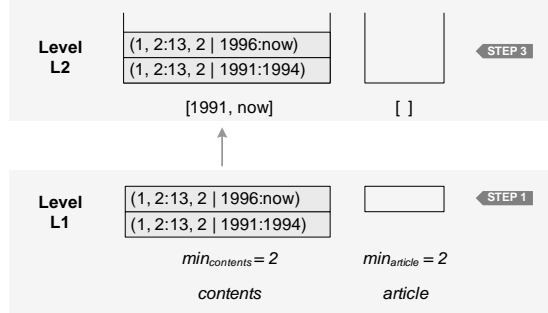 Level
L2
(1, 2:13, 2 | 1996:now)
(1, 2:13, 2 | 1991:1994)
STEP 3
[1991, now]
[ ]
Level
L1
(1, 2:13, 2 | 1996:now)
(1, 2:13, 2 | 1991:1994)
STEP 1
min_contents = 2
min_article = 2
contents
article